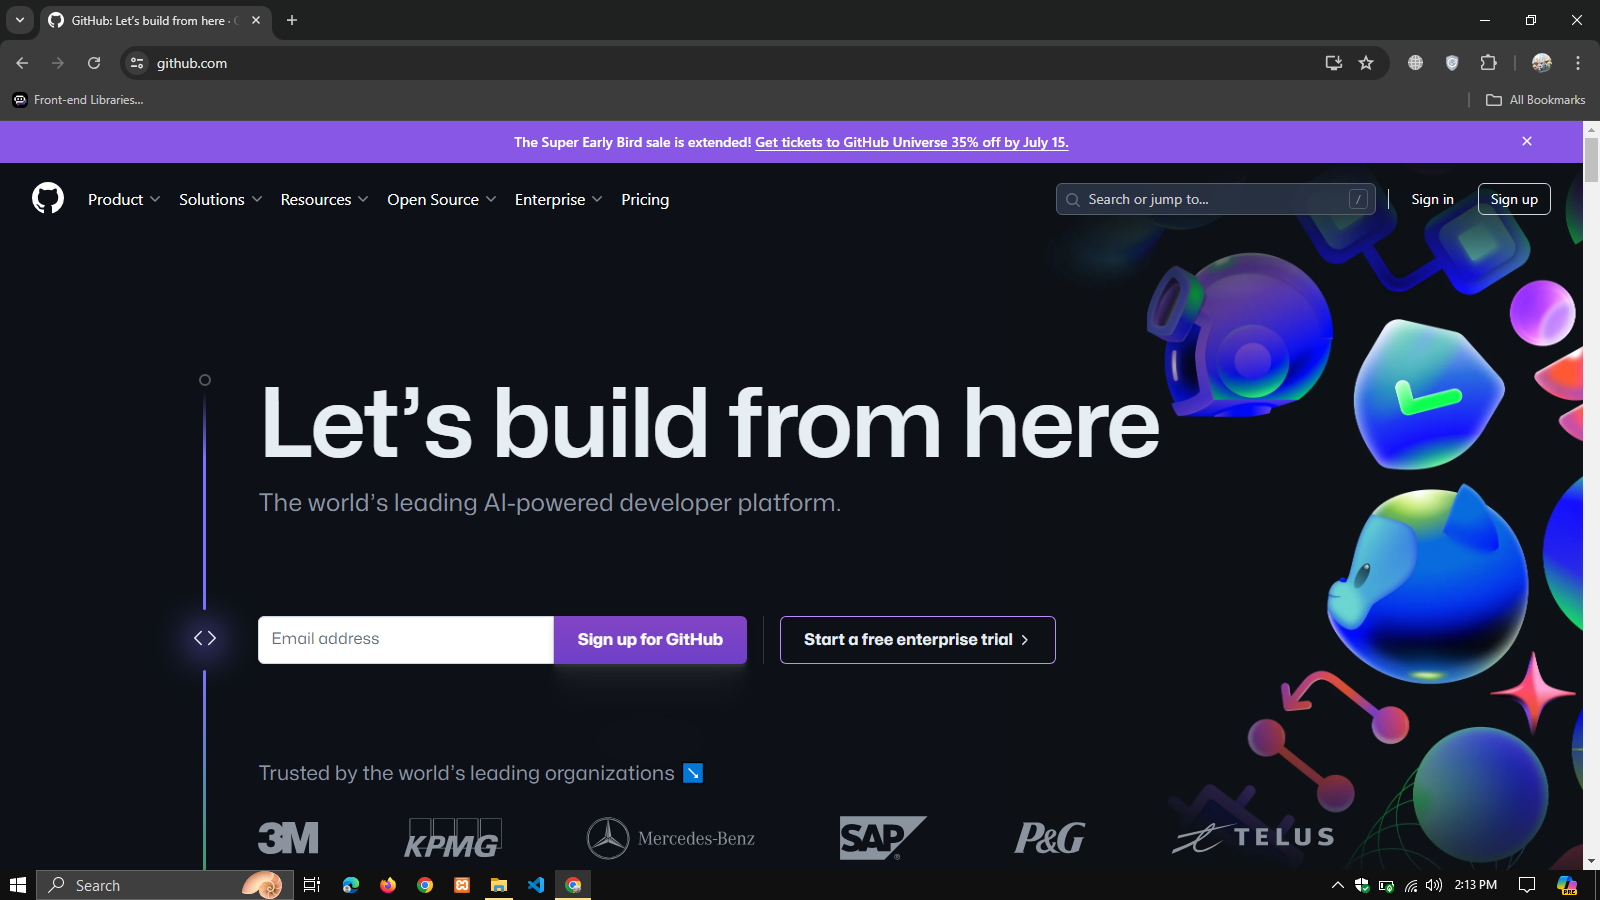 GitHub: Let's build from here ·
github.com
Front-end Libraries...
All Bookmarks
The Super Early Bird sale is extended! Get tickets to GitHub Universe 35% off by July 15.
Product Solutions Resources Open Source Enterprise Pricing
Search or jump to... /
Sign in
Sign up
Let's build from here
The world's leading AI-powered developer platform.
Email address
Sign up for GitHub
Start a free enterprise trial
Trusted by the world's leading organizations
3M KPMG Mercedes-Benz SAP ® P&G TELUS
Search
2:13 PM
PRE